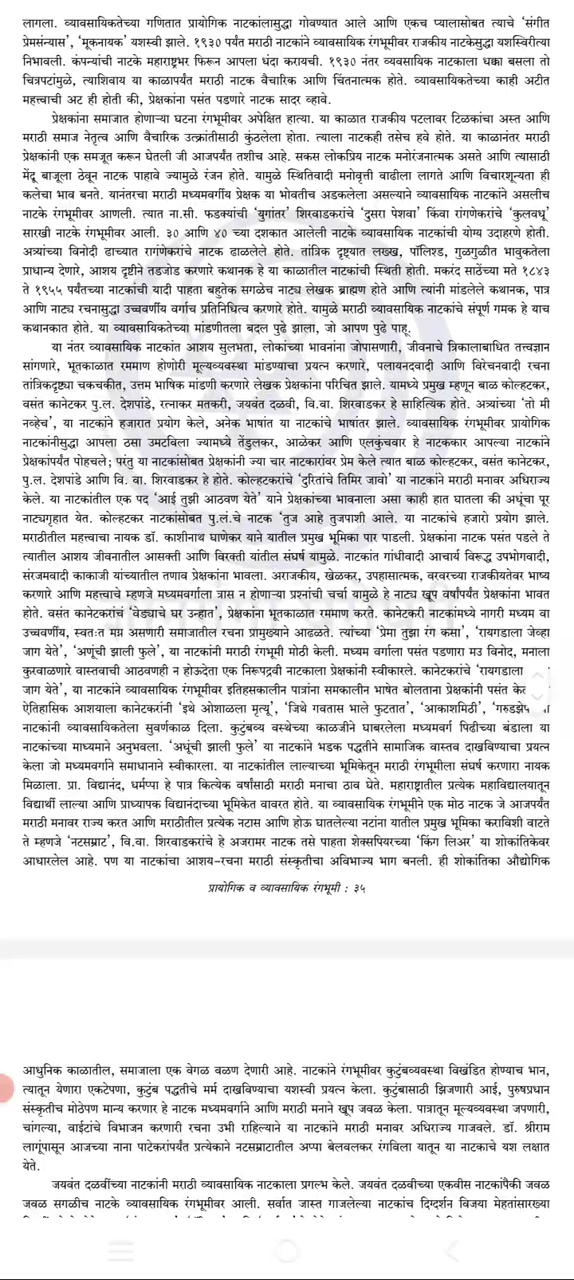 लागला. व्यावसायिकतेच्या गणितात प्रायोगिक नाटकांलासुद्धा गोवण्यात आले आणि एकच प्यालासोबत त्याचे ‘संगीत
प्रेमसंन्यास’, ‘मूकनायक’ यशस्वी झाले. १९३० पर्यंत मराठी नाटकाने व्यावसायिक रंगभूमीवर राजकीय नाटकेसुद्धा यशस्विरीत्या
निभावली. कंपन्यांची नाटके महाराष्ट्रभर फिरून आपला धंदा करायची. १९३० नंतर व्यवसायिक नाटकाला धक्का बसला तो
चित्रपटांमुळे, त्याशिवाय या काळापर्यंत मराठी नाटक वैचारिक आणि चिंतनात्मक होते. व्यावसायिकतेच्या काही अटीत
महत्त्वाची अट ही होती की, प्रेक्षकांना पसंत पडणारे नाटक सादर व्हावे.
प्रेक्षकांना समाजात होणाऱ्या घटना रंगभूमीवर अपेक्षित हात्या. या काळात राजकीय पटलावर टिळकांचा अस्त आणि
मराठी समाज नेतृत्व आणि वैचारिक उत्क्रांतीसाठी कुंठलेला होता. त्याला नाटकही तसेच हवे होते. या काळानंतर मराठी
प्रेक्षकांनी एक समजूत करून घेतली जी आजपर्यंत तशीच आहे. सकस लोकप्रिय नाटक मनोरंजनात्मक असते आणि त्यासाठी
मेंदू बाजूला ठेवून नाटक पाहावे ज्यामुळे रंजन होते. यामुळे स्थितिवादी मनोवृत्ती वाढीला लागते आणि विचारशून्यता ही
कलेचा भाव बनते. यानंतरचा मराठी मध्यमवर्गीय प्रेक्षक या भोवतीच अडकलेला असल्याने व्यावसायिक नाटकांने असलीच
नाटके रंगभूमीवर आणली. त्यात ना.सी. फडक्यांची ‘युगांतर’ शिरवाडकरांचे ‘दुसरा पेशवा’ किंवा रांगणेकरांचे ‘कुलवधू’
सारखी नाटके रंगभूमीवर आली. ३० आणि ४० च्या दशकात आलेली नाटके व्यावसायिक नाटकांची योग्य उदाहरणे होती.
अत्र्यांच्या विनोदी ढाच्यात रागंणेकरांचे नाटक ढाळलेले होते. तांत्रिक दृष्ट्यात लख्ख, पॉलिश्ड, गुळगुळीत भावुकतेला
प्राधान्य देणारे, आशय दृष्टीने तडजोड करणारे कथानक हे या काळातील नाटकांची स्थिती होती. मकरंद साठेंच्या मते १८४३
ते १९५५ पर्यंतच्या नाटकांची यादी पाहता बहुतेक सगळेच नाट्य लेखक ब्राह्मण होते आणि त्यांनी मांडलेले कथानक, पात्र
आणि नाट्य रचनासुद्धा उच्चवर्णीय वर्गाच प्रतिनिधित्व करणारे होते. यामुळे मराठी व्यावसायिक नाटकांचे संपूर्ण गमक हे याच
कथानकात होते. या व्यावसायिकतेच्या मांडणीतला बदल पुढे झाला, जो आपण पुढे पाहू.
या नंतर व्यावसायिक नाटकांत आशय सुलभता, लोकांच्या भावनांना जोपासनारी, जीवनाचे त्रिकालाबाधित तत्त्वज्ञान
सांगणारे, भूतकाळात रममाण होणोरी मूल्यव्यवस्था मांडण्याचा प्रयत्न करणारे, पलायनदवादी आणि विरेचनवादी रचना
तांत्रिकदृष्ट्या चकचकीत, उत्तम भाषिक मांडणी करणारे लेखक प्रेक्षकांना परिचित झाले. यामध्ये प्रमुख म्हणून बाळ कोल्हटकर,
वसंत कानेटकर पु.ल. देशपांडे, रत्नाकर मतकरी, जयवंत दळवी, वि.वा. शिरवाडकर हे साहित्यिक होते. अत्र्यांच्या ‘तो मी
नव्हेच’, या नाटकांने हजारात प्रयोग केले, अनेक भाषांत या नाटकांचे भाषांतर झाले. व्यावसायिक रंगभूमीवर प्रायोगिक
नाटकांनीसुद्धा आपला ठसा उमटविला ज्यामध्ये तेंडुलकर, आळेकर आणि एलकुंचवार हे नाटककार आपल्या नाटकाने
प्रेक्षकांपर्यंत पोहचले; परंतु या नाटकांसोबत प्रेक्षकांनी ज्या चार नाटकारांवर प्रेम केले त्यात बाळ कोल्हटकर, वसंत कानेटकर,
पु.ल. देशपांडे आणि वि. वा. शिरवाडकर हे होते. कोल्हटकरांचे ‘दुरितांचे तिमिर जावो’ या नाटकाने मराठी मनावर अधिराज्य
केले. या नाटकांतील एक पद ‘आई तुझी आठवण येते’ याने प्रेक्षकांच्या भावनाला असा काही हात घातला की अश्रूंचा पूर
नाट्यगृहात येत. कोल्हटकर नाटकांसोबत पु.लं.चे नाटक ‘तुज आहे तुजपाशी आले. या नाटकांचे हजारो प्रयोग झाले.
मराठीतील महत्त्वाचा नायक डॉ. काशीनाथ घाणेकर याने यातील प्रमुख भूमिका पार पाडली. प्रेक्षकांना नाटक पसंत पडले ते
त्यातील आशय जीवनातील आसक्ती आणि विरक्ती यांतील संघर्ष यामुळे. नाटकांत गांधीवादी आचार्य विरूद्ध उपभोगवादी,
संरजमवादी काकाजी यांच्यातील तणाव प्रेक्षकांना भावला. अराजकीय, खेळकर, उपहासात्मक, वरवरच्या राजकीयतेवर भाष्य
करणारे आणि महत्त्वाचे म्हणजे मध्यमवर्गाला त्रास न होणाऱ्या प्रश्नांची चर्चा यामुळे हे नाट्य खूप वर्षांपर्यंत प्रेक्षकांना भावत
होते. वसंत कानेटकरांचं ‘वेड्याचे घर उन्हात’, प्रेक्षकांना भूतकाळात रममाण करते. कानेटकरी नाटकांमध्ये नागरी मध्यम वा
उच्चवर्णीय, स्वतःत मग्न असणारी समाजातील रचना प्रामुख्याने आढळते. त्यांच्या ‘प्रेमा तुझा रंग कसा’, ‘रायगडाला जेव्हा
जाग येते’, ‘अणूंची झाली फुले’, या नाटकांनी मराठी रंगभूमी मोठी केली. मध्यम वर्गाला पसंत पडणारा मउ विनोद, मनाला
कुरवाळणारे वास्तवाची आठवणही न होऊदेता एक निरूपद्रवी नाटकाला प्रेक्षकांनी स्वीकारले. कानेटकरांचे ‘रायगडाला
जाग येते’, या नाटकाने व्यावसायिक रंगभूमीवर इतिहासकालीन पात्रांना समकालीन भाषेत बोलताना प्रेक्षकांनी पसंत
ऐतिहासिक आशयाला कानेटकरांनी ‘इथे ओशाळला मृत्यू’, ‘जिथे गवतास भाले फुटतात’, ‘आकाशमिठी’,
नाटकांनी व्यावसायिकतेला सुवर्णकाळ दिला. कुटुंबव्य वस्थेच्या काळजीने घाबरलेला मध्यमवर्ग पिढीच्या बंडाला या
नाटकांच्या माध्यमाने अनुभवला. ‘अश्रूंची झाली फुले’ या नाटकाने भडक पद्धतीने सामाजिक वास्तव दाखविण्याचा प्रयत्न
केला जो मध्यमवर्गाने समाधानाने स्वीकारला. या नाटकांतील लाल्याच्या भूमिकेतून मराठी रंगभूमीला संघर्ष करणारा नायक
मिळाला. प्रा. विद्यानंद, धर्मप्पा हे पात्र कित्येक वर्षांसाठी मराठी मनाचा ठाव घेते. महाराष्ट्रातील प्रत्येक महाविद्यालयातून
विद्यार्थी लाल्या आणि प्राध्यापक विद्यनंदाच्या भूमिकेत वावरत होते. या व्यावसायिक रंगभूमीने एक मोठ नाटक जे आजपर्यंत
मराठी मनावर राज्य करत आणि मराठीतील प्रत्येक नटास आणि होऊ घातलेल्या नटांना यातील प्रमुख भूमिका कराविशी वाटते
ते म्हणजे ‘नटसम्राट’, वि.वा. शिरवाडकरांचे हे अजरामर नाटक तसे पाहता शेक्सपियरच्या ‘किंग लिअर’ या शोकांतिकेवर
आधारलेल आहे. पण या नाटकांचा आशय-रचना मराठी संस्कृतीचा अविभाज्य भाग बनली. ही शोकांतिका औद्योगिक
प्रायोगिक व व्यावसायिक रंगभूमी : ३५
आधुनिक काळातील, समाजाला एक वेगळ वळण देणारी आहे. नाटकांने रंगभूमीवर कुटुंबव्यवस्था विखंडित होण्याच भान,
त्यातून येणारा एकटेपणा, कुटुंब पद्धतीचे मर्म दाखविण्याचा यशस्वी प्रयत्न केला. कुटुंबासाठी झिजणारी आई, पुरुषप्रधान
संस्कृतीच मोठेपण मान्य करणार हे नाटक मध्यमवर्गाने आणि मराठी मनाने खूप जवळ केला. पात्रातून मूल्यव्यवस्था जपणारी,
चांगल्या, वाईटांचे विभाजन करणारी रचना उभी राहिल्याने या नाटकाने मराठी मनावर अधिराज्य गाजवले. डॉ. श्रीराम
लागूंपासून आजच्या नाना पाटेकरांपर्यंत प्रत्येकाने नटसम्राटातील अप्पा बेलवलकर रंगविला यातून या नाटकाचे यश लक्षात
येते.
जयवंत दळवींच्या नाटकांनी मराठी व्यावसायिक नाटकाला प्रगल्भ केले. जयवंत दळवीच्या एकवीस नाटकांपैकी जवळ
जवळ सगळीच नाटके व्यावसायिक रंगभूमीवर आली. सर्वात जास्त गाजलेल्या नाटकांच दिग्दर्शन विजया मेहतांसारख्या